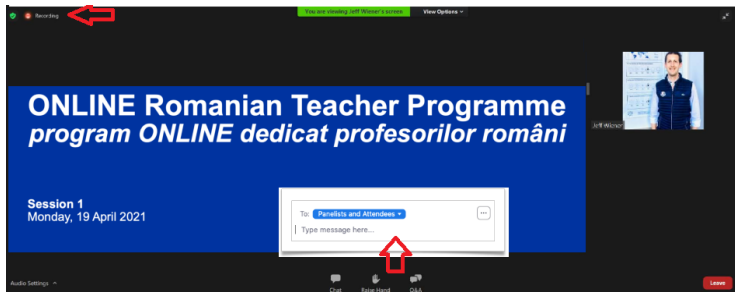 Recording
You are viewing Jeff Wiener's screen
View Options
ONLINE Romanian Teacher Programme
program ONLINE dedicat profesorilor români
Jeff Wiener
Session 1
Monday, 19 April 2021
To: Panelists and Attendees
Type message here...
Audio Settings
Chat
Raise Hand
Q&A
Leave